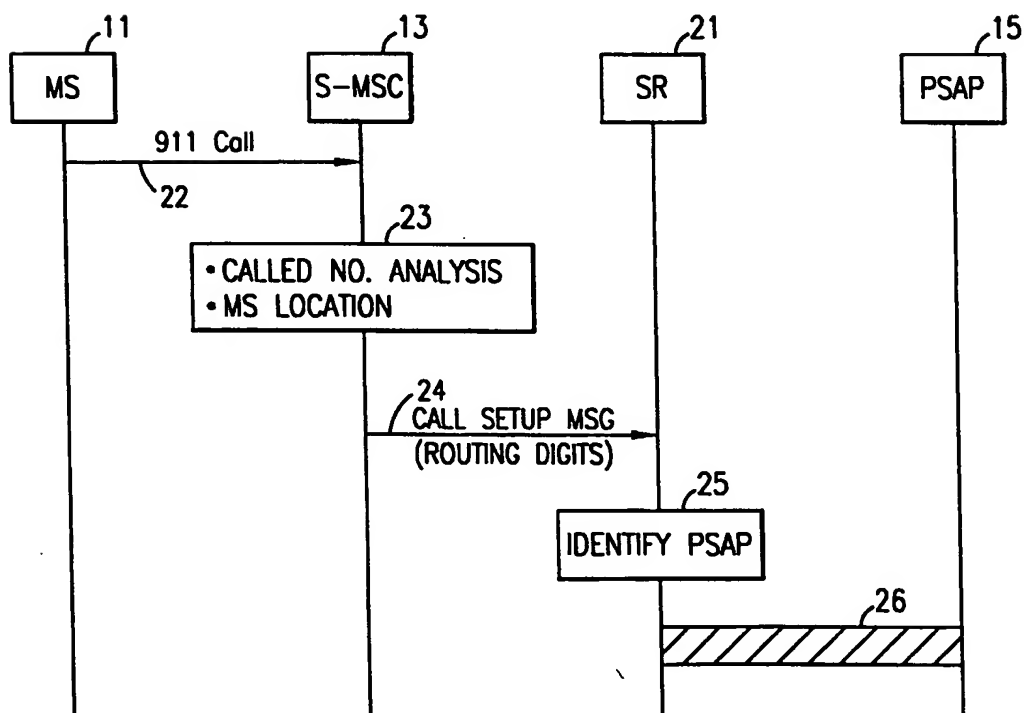 11
13
21
15
MS
S-MSC
SR
PSAP
911 Call
22
23
• CALLED NO. ANALYSIS
• MS LOCATION
24
CALL SETUP MSG
(ROUTING DIGITS)
25
IDENTIFY PSAP
26